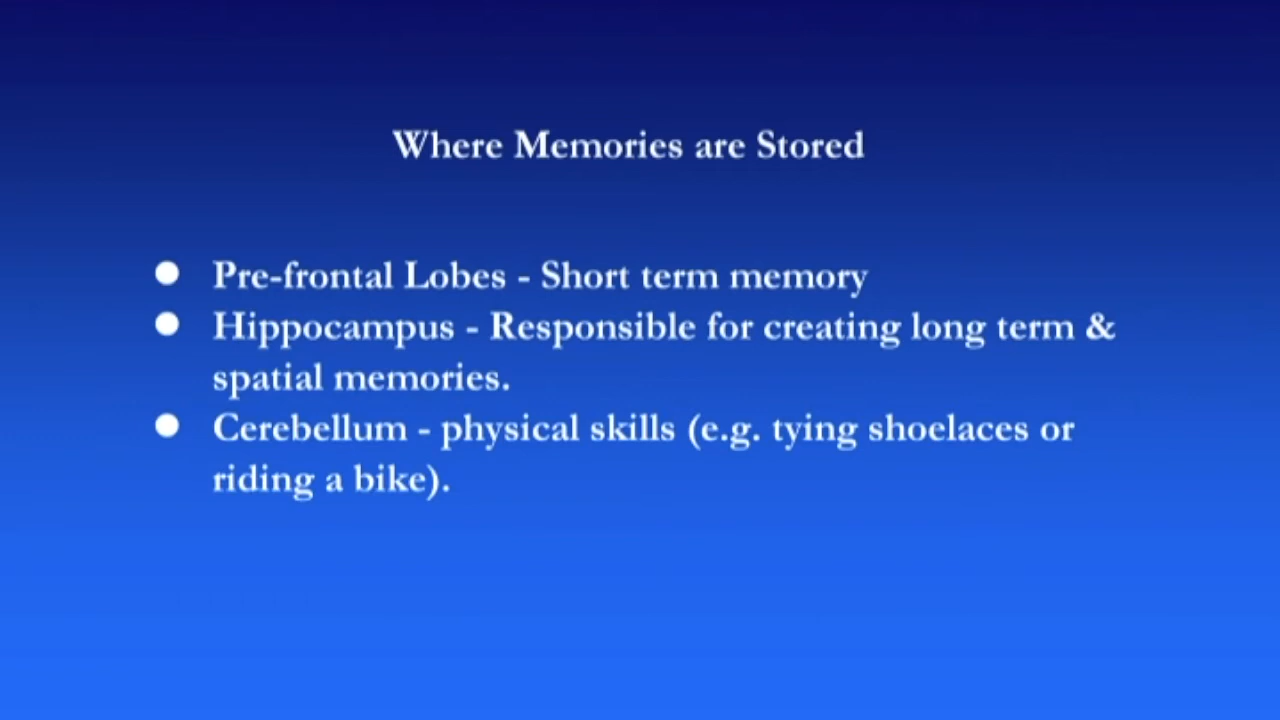 Where Memories are Stored
● Pre-frontal Lobes - Short term memory
● Hippocampus - Responsible for creating long term &
spatial memories.
● Cerebellum - physical skills (e.g. tying shoelaces or
riding a bike).